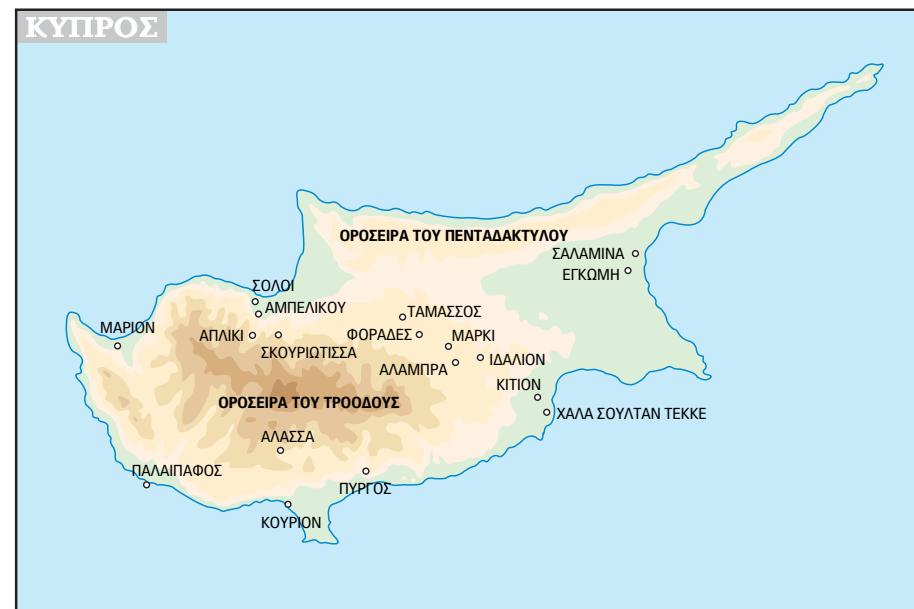 ΚΥΠΡΟΣ
ΟΡΟΣΕΙΡΑ ΤΟΥ ΠΕΝΤΑΔΑΚΤΥΛΟΥ
ΣΑΛΑΜΙΝΑ
ΕΓΚΩΜΗ
ΣΟΛΟΙ
ΑΜΠΕΛΙΚΟΥ
ΤΑΜΑΣΣΟΣ
ΜΑΡΙΟΝ
ΑΠΛΙΚΙ
ΦΟΡΑΔΕΣ
ΜΑΡΚΙ
ΣΚΟΥΡΙΩΤΙΣΣΑ
ΑΛΑΜΠΡΑ
ΙΔΑΛΙΟΝ
ΚΙΤΙΟΝ
ΟΡΟΣΕΙΡΑ ΤΟΥ ΤΡΟΟΔΟΥΣ
ΧΑΛΑ ΣΟΥΛΤΑΝ ΤΕΚΚΕ
ΑΛΑΣΣΑ
ΠΑΛΑΙΠΑΦΟΣ
ΠΥΡΓΟΣ
ΚΟΥΡΙΟΝ